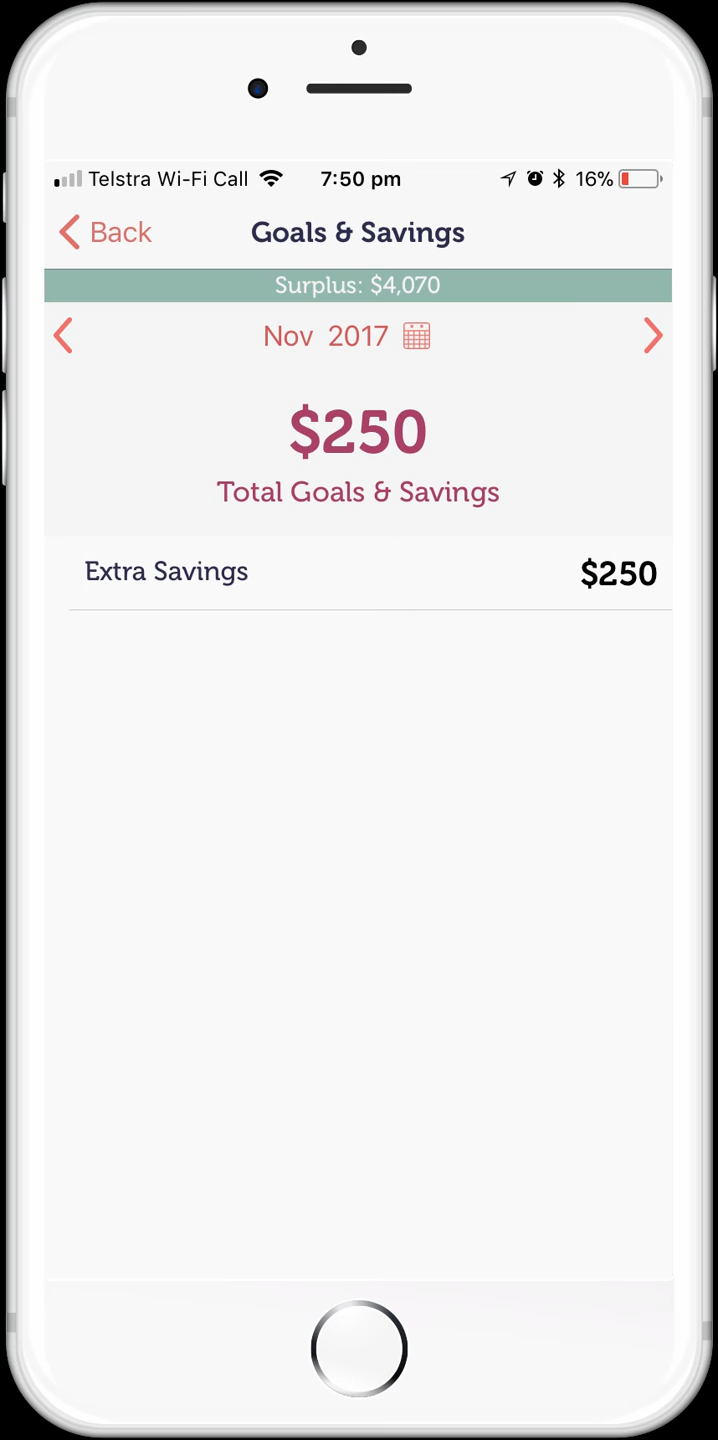 Telstra Wi-Fi Call 7:50 pm 16%
Back Goals & Savings
Surplus: $4,070
Nov 2017
$250
Total Goals & Savings
Extra Savings $250